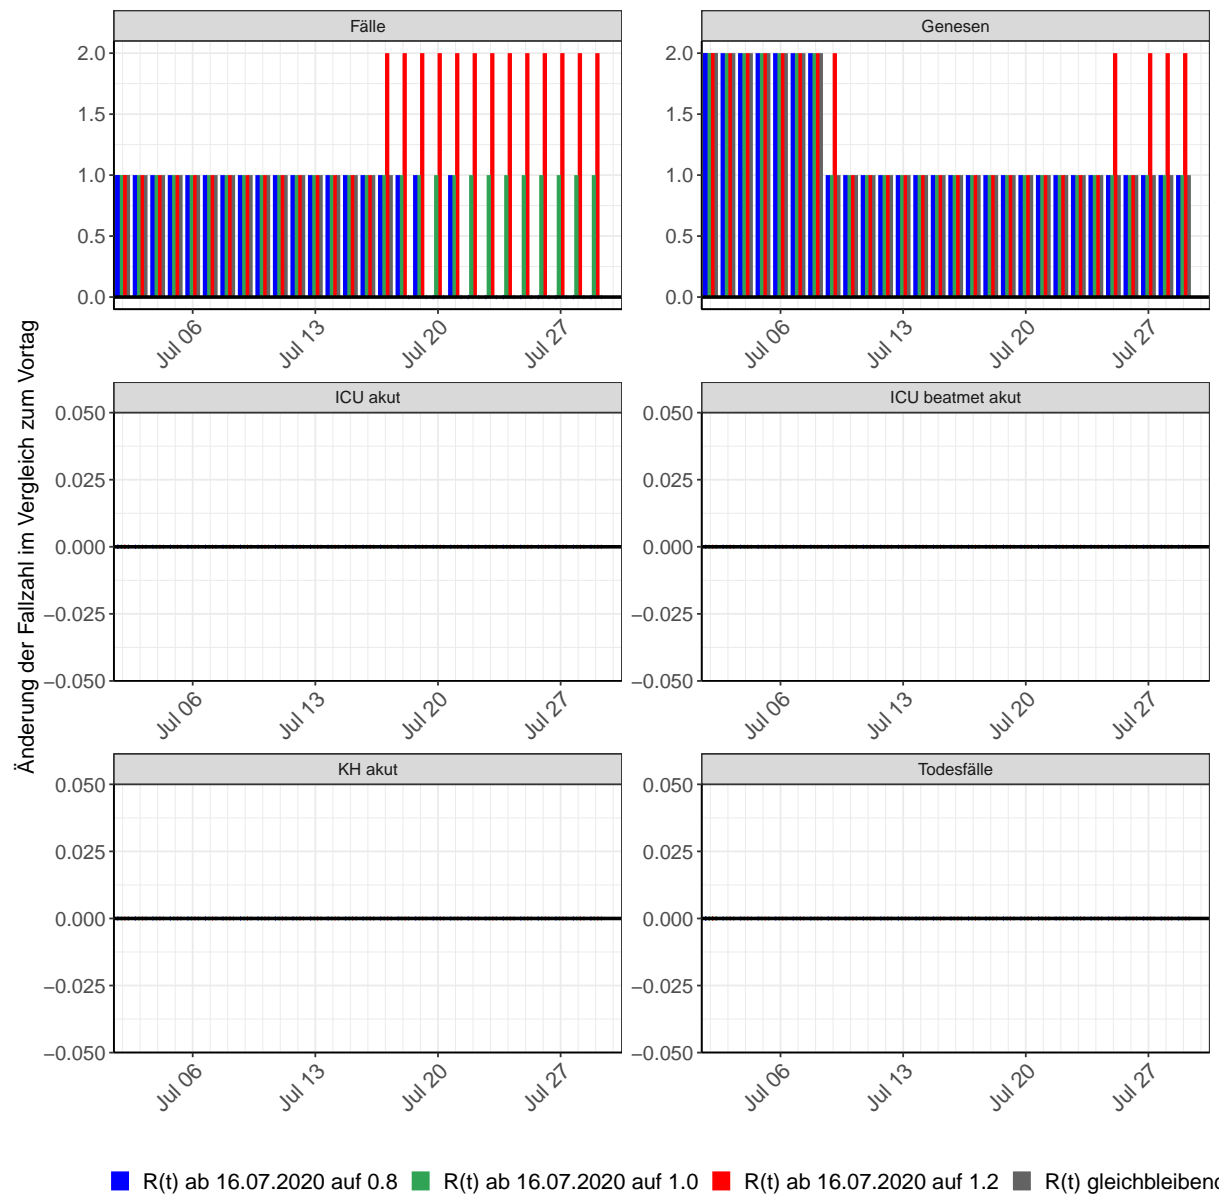 Fälle Genesen
2.0 2.0
1.5 1.5
1.0 1.0
0.5 0.5
0.0 0.0
Jul 06 Jul 13 Jul 20 Jul 27 Jul 06 Jul 13 Jul 20 Jul 27
Änderung der Fallzahl im Vergleich zum Vortag
ICU akut ICU beatmet akut
0.050 0.050
0.025 0.025
0.000 0.000
−0.025 −0.025
−0.050 −0.050
Jul 06 Jul 13 Jul 20 Jul 27 Jul 06 Jul 13 Jul 20 Jul 27
KH akut Todesfälle
0.050 0.050
0.025 0.025
0.000 0.000
−0.025 −0.025
−0.050 −0.050
Jul 06 Jul 13 Jul 20 Jul 27 Jul 06 Jul 13 Jul 20 Jul 27
R(t) ab 16.07.2020 auf 0.8 R(t) ab 16.07.2020 auf 1.0 R(t) ab 16.07.2020 auf 1.2 R(t) gleichbleibend